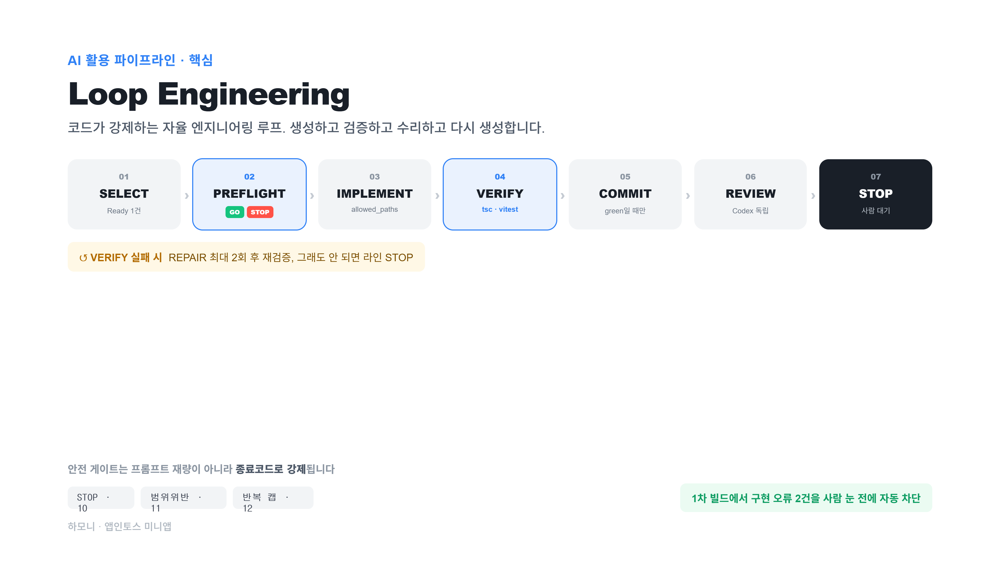 AI 활용 파이프라인 · 핵심
Loop Engineering
코드가 강제하는 자율 엔지니어링 루프. 생성하고 검증하고 수리하고 다시 생성합니다.
01
SELECT
Ready 1건
›
02
PREFLIGHT
GO STOP
›
03
IMPLEMENT
allowed_paths
›
04
VERIFY
tsc · vitest
›
05
COMMIT
green일 때만
›
06
REVIEW
Codex 독립
›
07
STOP
사람 대기
↺ VERIFY 실패 시 REPAIR 최대 2회 후 재검증, 그래도 안 되면 라인 STOP
안전 게이트는 프롬프트 재량이 아니라 종료코드로 강제됩니다
STOP ·
10
범위위반 ·
11
반복 캡 ·
12
1차 빌드에서 구현 오류 2건을 사람 눈 전에 자동 차단
하모니 · 앱인토스 미니앱